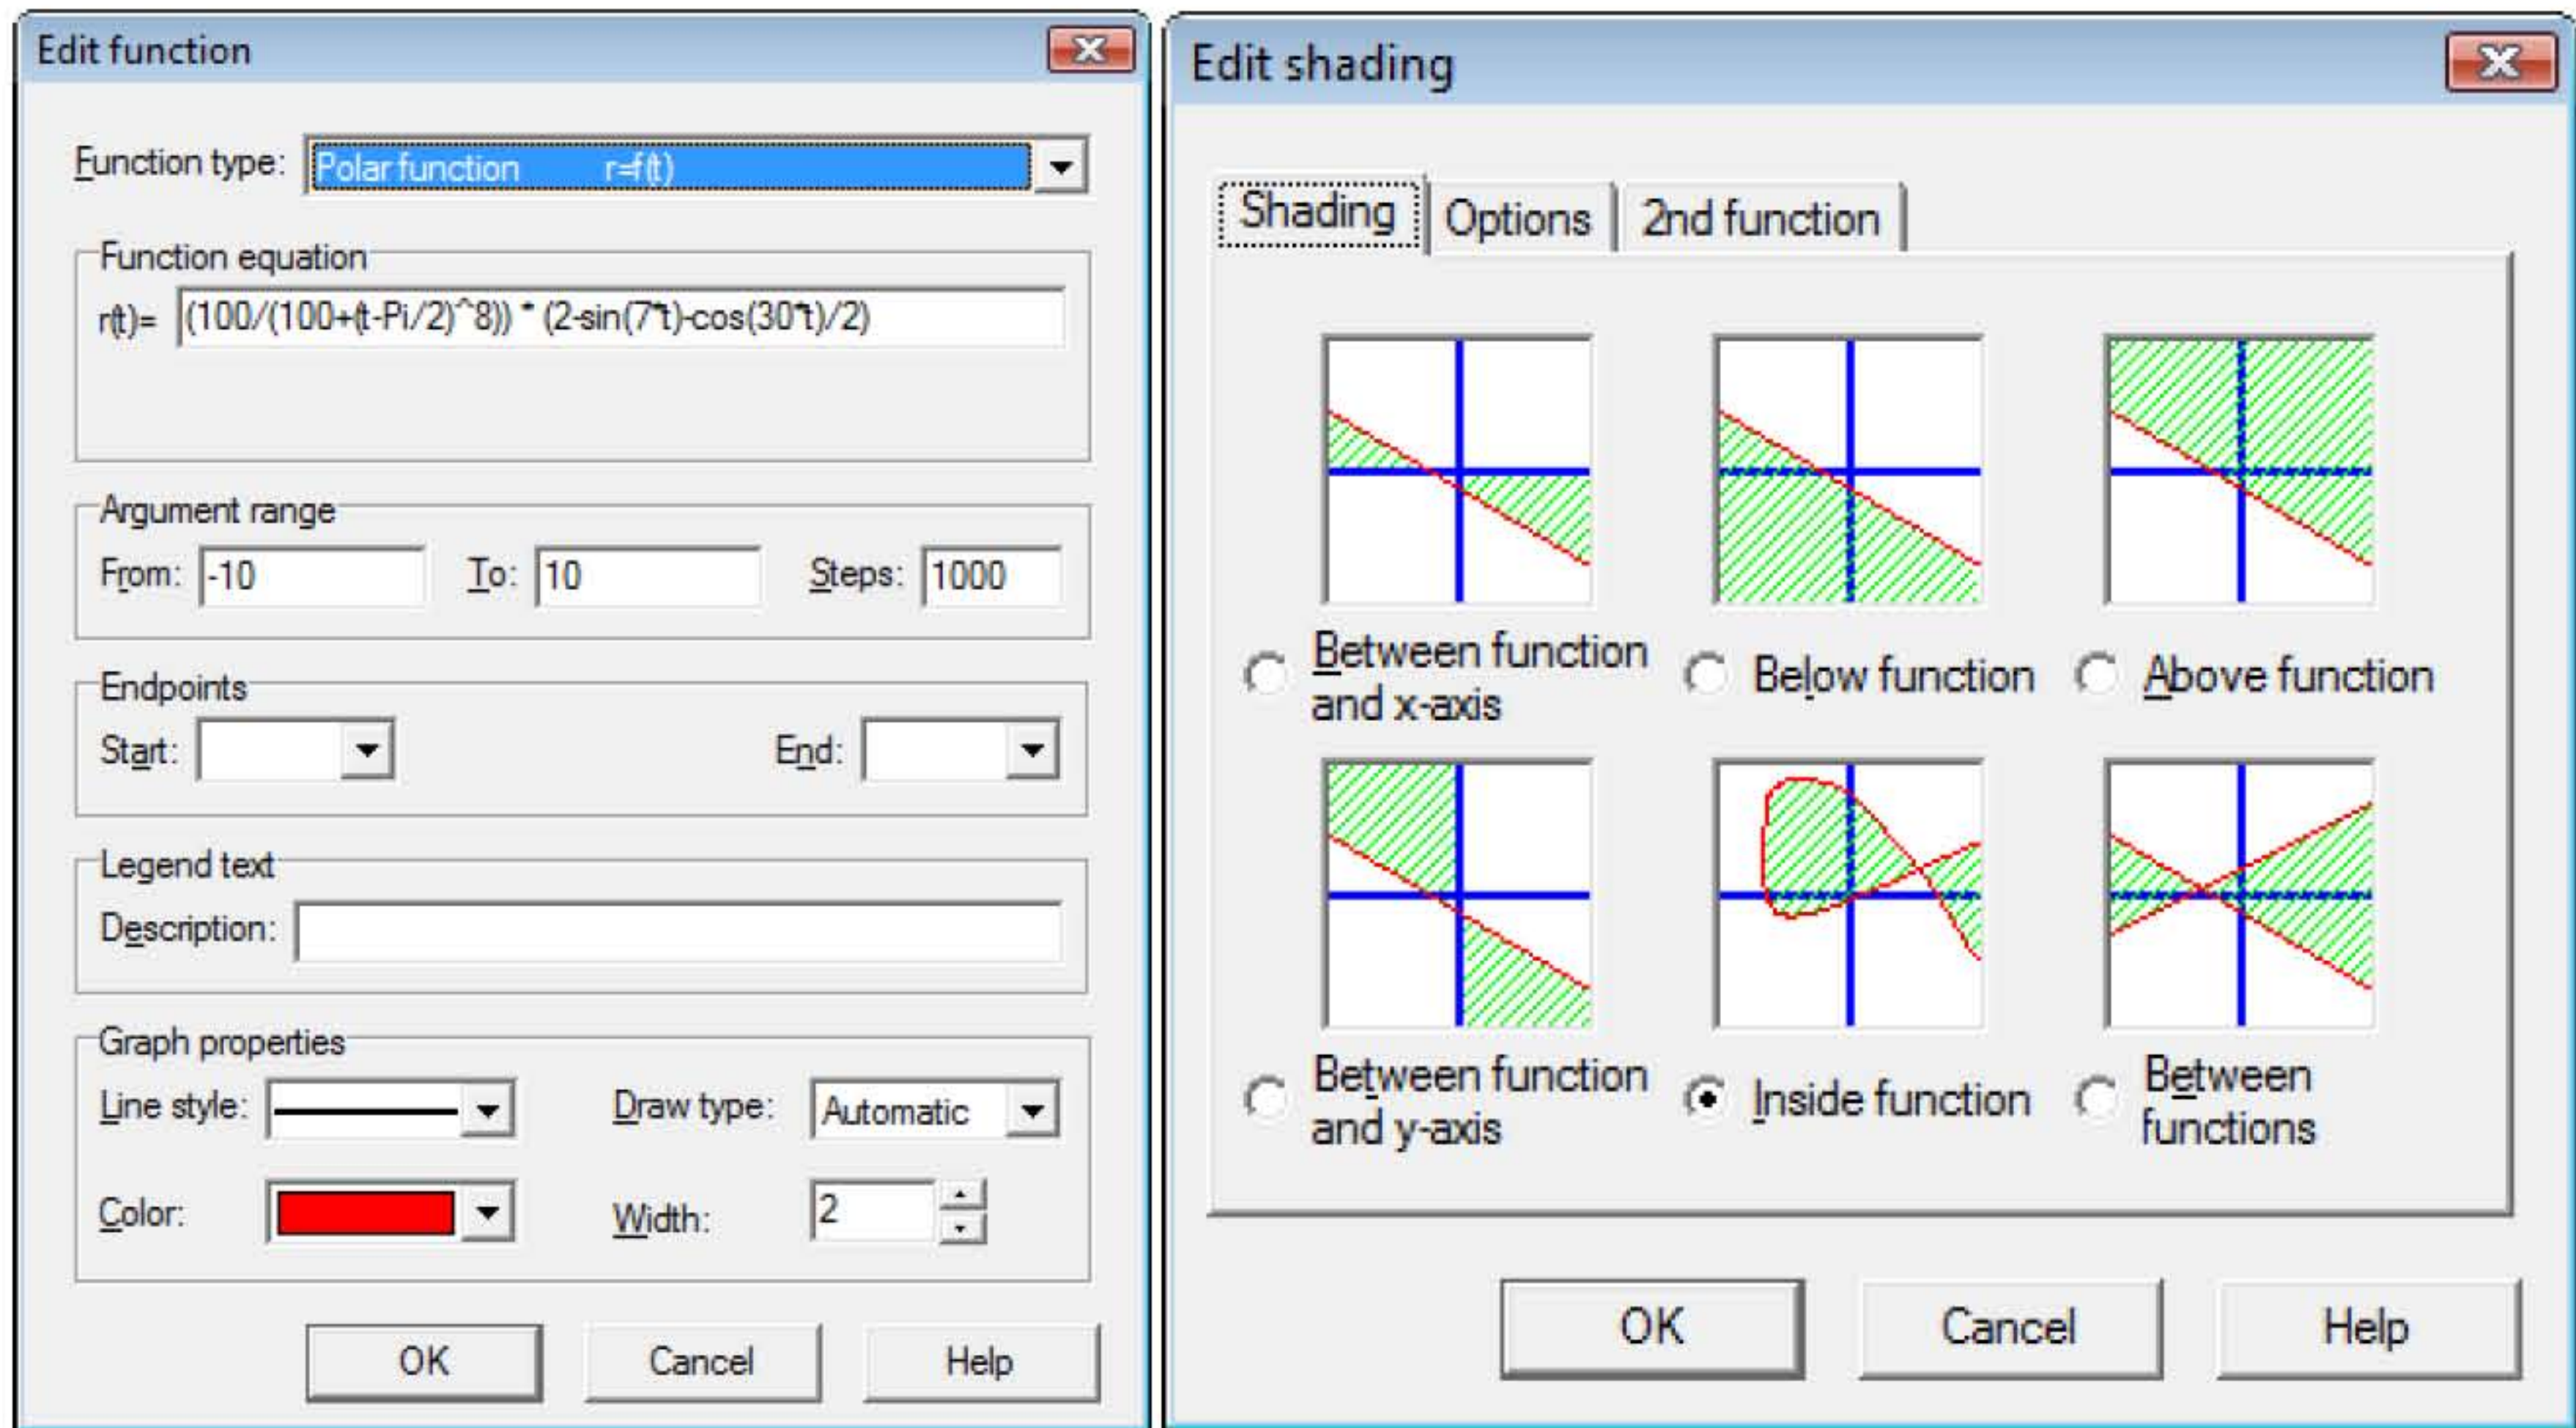 Edit function
Function type: Polar function r=f(t)
Function equation
r(t)= (100/(100+(t-Pi/2)^8)) * (2-sin(7*t)-cos(30*t)/2)
Argument range
From: -10 To: 10 Steps: 1000
Endpoints
Start: End:
Legend text
Description:
Graph properties
Line style: Draw type: Automatic
Color: Width: 2
OK Cancel Help
Edit shading
Shading Options 2nd function
Between function
and x-axis
Below function
Above function
Between function
and y-axis
Inside function
Between
functions
OK Cancel Help